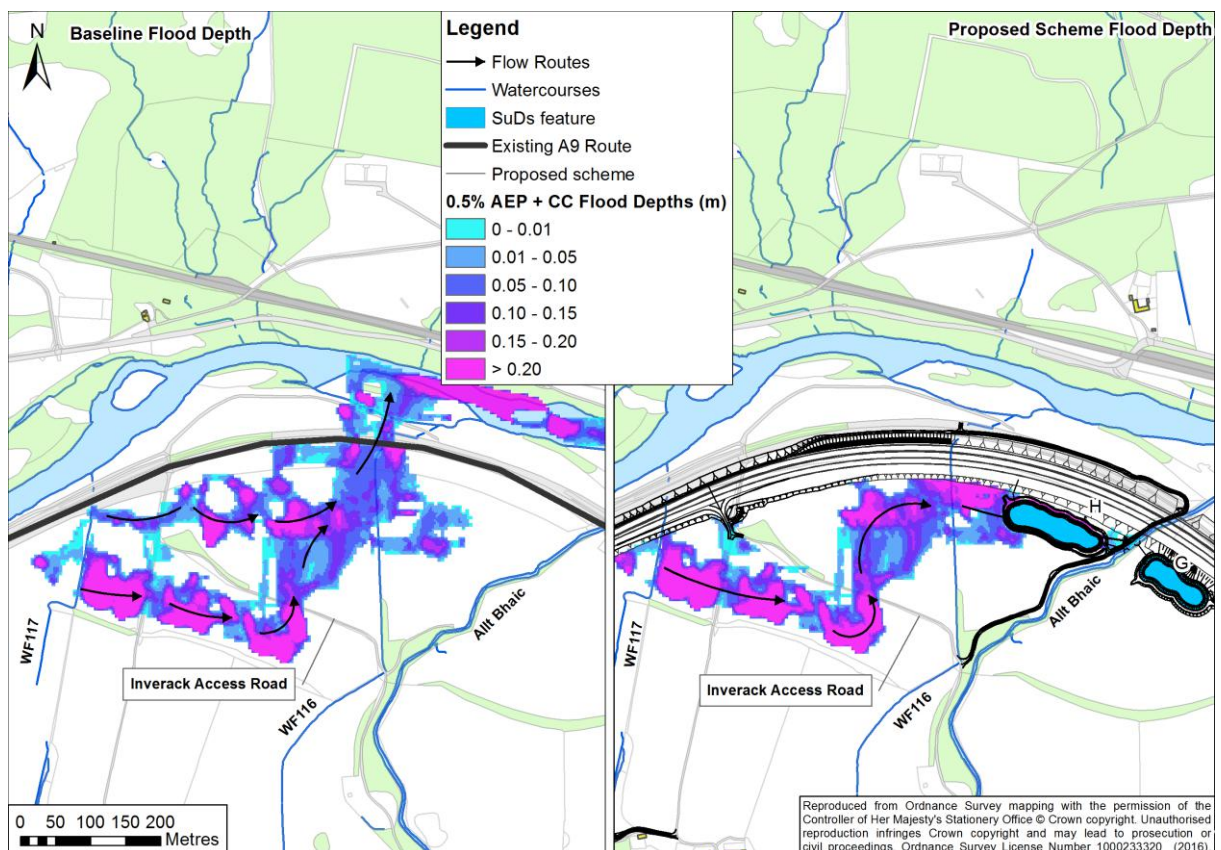 N
Baseline Flood Depth
Legend
Flow Routes
Watercourses
SuDs feature
Existing A9 Route
Proposed scheme
0.5% AEP + CC Flood Depths (m)
0 - 0.01
0.01 - 0.05
0.05 - 0.10
0.10 - 0.15
0.15 - 0.20
> 0.20
Proposed Scheme Flood Depth
WF117
Inverack Access Road
WF116
Allt Bhaic
0 50 100 150 200
Metres
H
G
WF117
Inverack Access Road
WF116
Allt Bhaic
Reproduced from Ordnance Survey mapping with the permission of the
Controller of Her Majesty's Stationery Office © Crown copyright. Unauthorised
reproduction infringes Crown copyright and may lead to prosecution or
civil proceedings. Ordnance Survey License Number 1000233320. (2016)